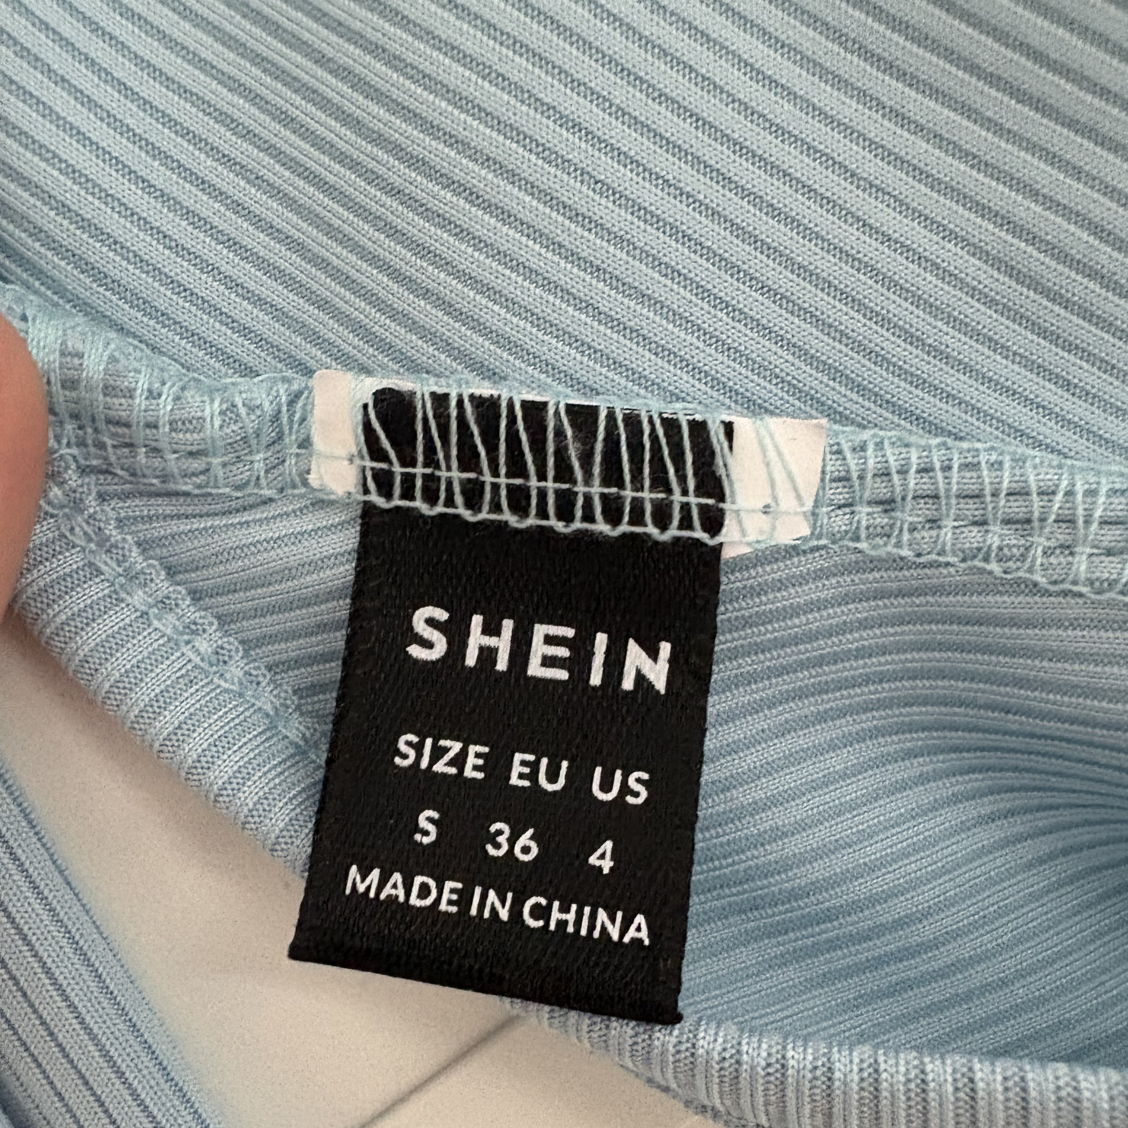 SHEIN
SIZE EU US
S 36 4
MADE IN CHINA